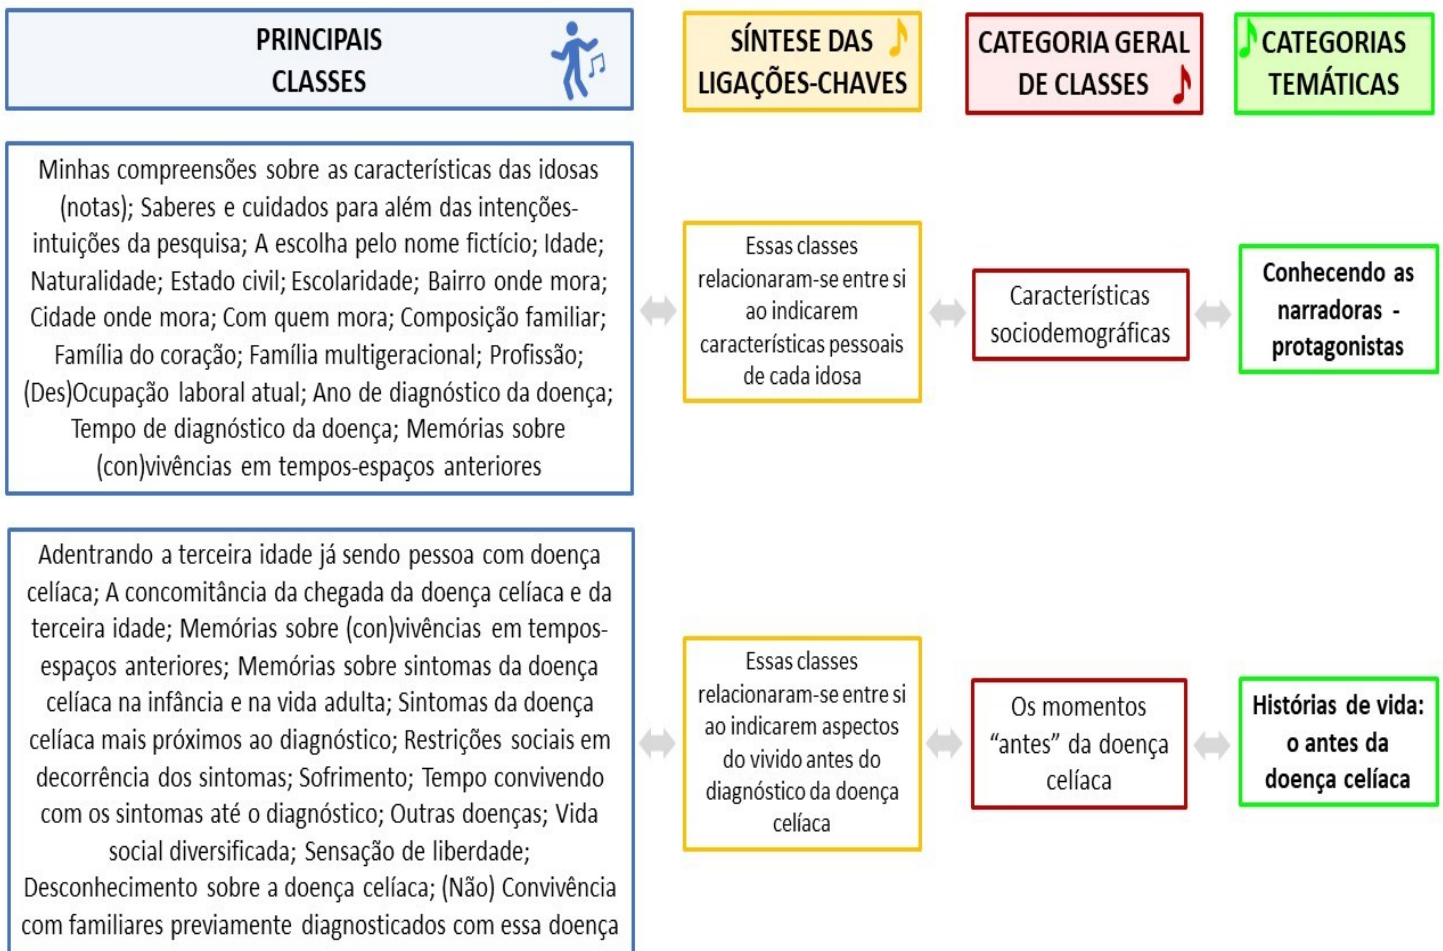 PRINCIPAIS
CLASSES
SÍNTESE DAS
LIGAÇÕES-CHAVES
CATEGORIA GERAL
DE CLASSES
CATEGORIAS
TEMÁTICAS
Minhas compreensões sobre as características das idosas
(notas); Saberes e cuidados para além das intenções-
intuições da pesquisa; A escolha pelo nome fictício; Idade;
Naturalidade; Estado civil; Escolaridade; Bairro onde mora;
Cidade onde mora; Com quem mora; Composição familiar;
Família do coração; Família multigeracional; Profissão;
(Des)Ocupação laboral atual; Ano de diagnóstico da doença;
Tempo de diagnóstico da doença; Memórias sobre
(con)vivências em tempos-espaços anteriores
Essas classes
relacionaram-se entre si
ao indicarem
características pessoais
de cada idosa
Características
sociodemográficas
Conhecendo as
narradoras -
protagonistas
Adentrando a terceira idade já sendo pessoa com doença
celíaca; A concomitância da chegada da doença celíaca e da
terceira idade; Memórias sobre (con)vivências em tempos-
espaços anteriores; Memórias sobre sintomas da doença
celíaca na infância e na vida adulta; Sintomas da doença
celíaca mais próximos ao diagnóstico; Restrições sociais em
decorrência dos sintomas; Sofrimento; Tempo convivendo
com os sintomas até o diagnóstico; Outras doenças; Vida
social diversificada; Sensação de liberdade;
Desconhecimento sobre a doença celíaca; (Não) Convivência
com familiares previamente diagnosticados com essa doença
Essas classes
relacionaram-se entre si
ao indicarem aspectos
do vivido antes do
diagnóstico da doença
celíaca
Os momentos
“antes” da doença
celíaca
Histórias de vida:
o antes da
doença celíaca